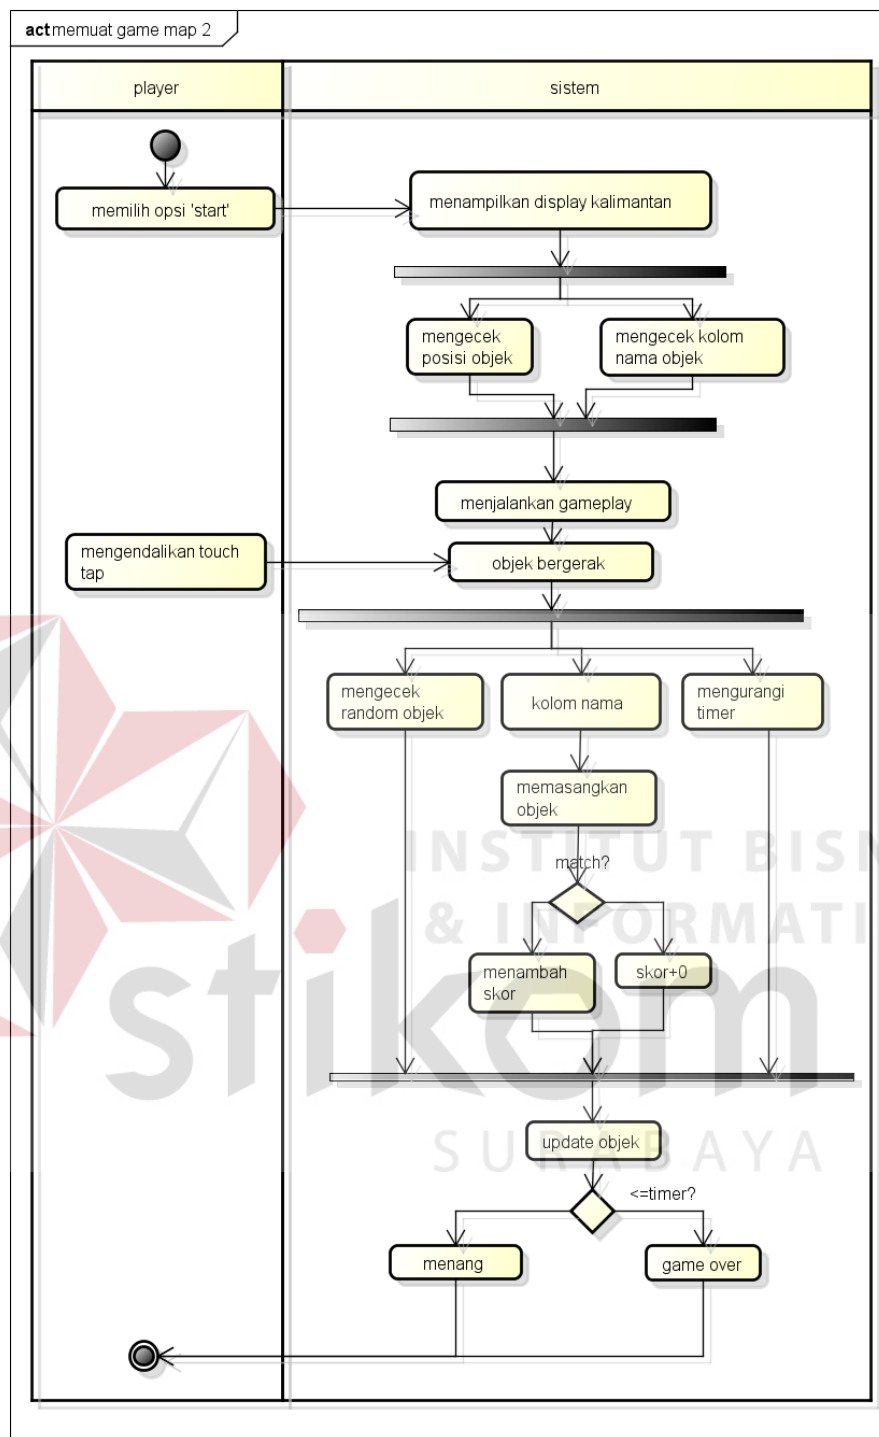 act memuat game map 2
player
sistem
memilih opsi 'start'
menampilkan display kalimantan
mengecek
posisi objek
mengecek kolom
nama objek
menjalankan gameplay
mengendalikan touch
tap
objek bergerak
mengecek
random objek
kolom nama
mengurangi
timer
memasangkan
objek
match?
INSTITUT BISN
& INFORMATI
menambah
skor
skor+0
stikom
SURABAYA
update objek
<=timer?
menang
game over